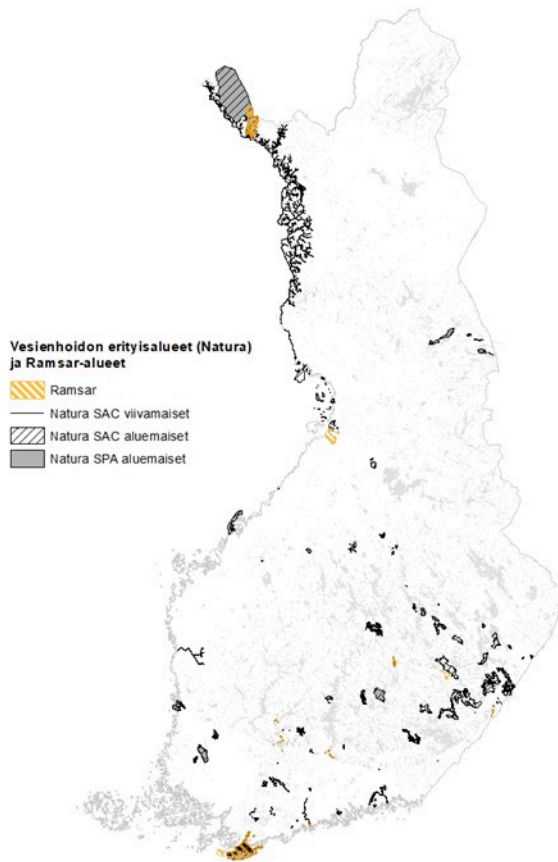 Vesienhoidon erityisalueet (Natura)
ja Ramsar-alueet
Ramsar
Natura SAC viivamaiset
Natura SAC aluemaiset
Natura SPA aluemaiset